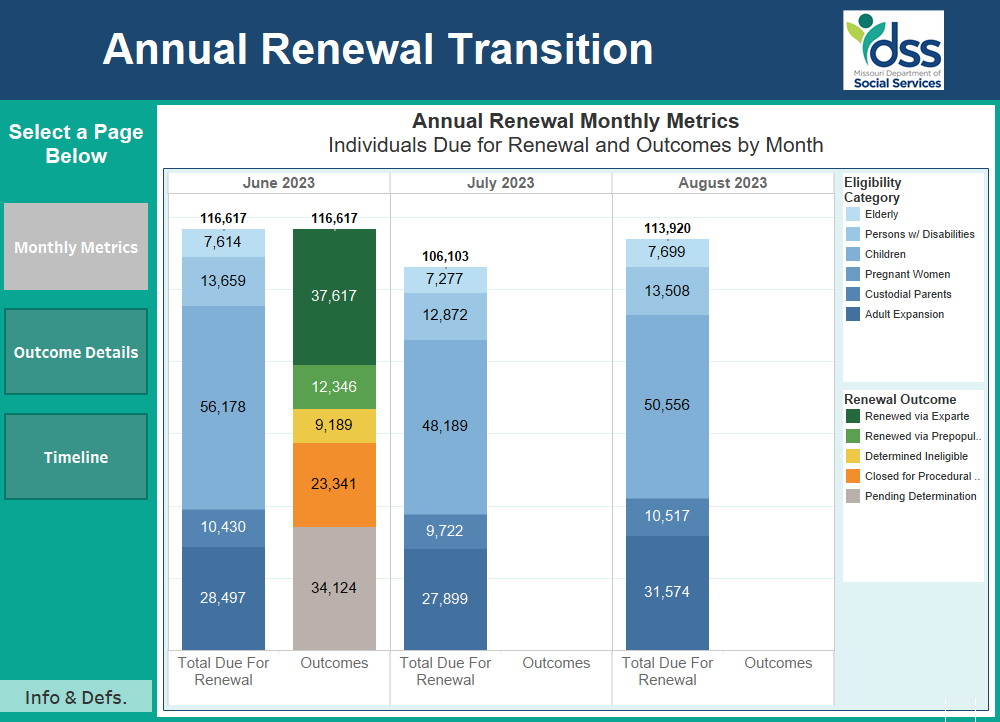 Annual Renewal Transition
dss
Missouri Department of
Social Services
Select a Page
Below
Monthly Metrics
Outcome Details
Timeline
Info & Defs.
Annual Renewal Monthly Metrics
Individuals Due for Renewal and Outcomes by Month
June 2023
July 2023
August 2023
116,617
116,617
7,614
13,659
56,178
10,430
28,497
37,617
12,346
9,189
23,341
34,124
106,103
7,277
12,872
48,189
9,722
27,899
113,920
7,699
13,508
50,556
10,517
31,574
Total Due For
Renewal
Outcomes
Total Due For
Renewal
Outcomes
Total Due For
Renewal
Outcomes
Eligibility
Category
Elderly
Persons w/ Disabilities
Children
Pregnant Women
Custodial Parents
Adult Expansion
Renewal Outcome
Renewed via Exparte
Renewed via Prepopul..
Determined Ineligible
Closed for Procedural ..
Pending Determination